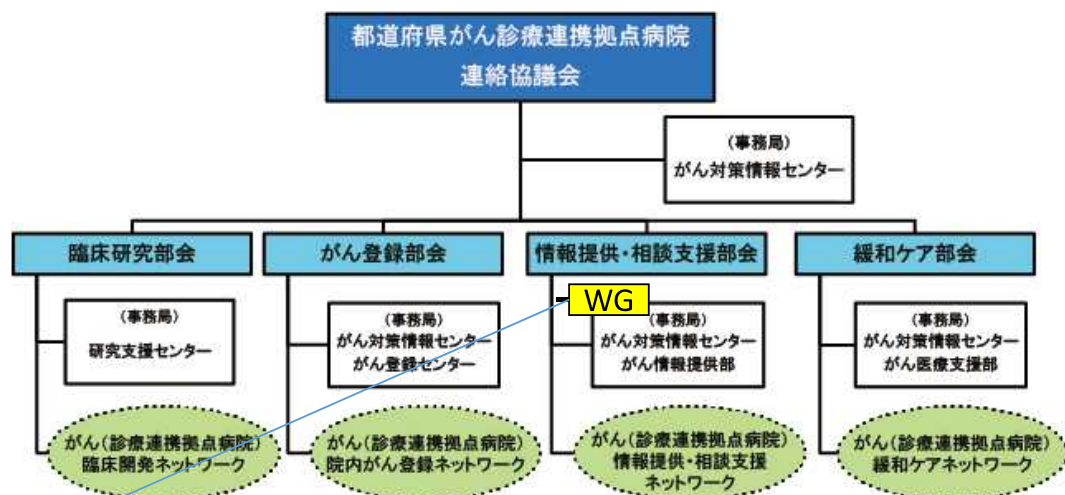 都道府県がん診療連携拠点病院
連絡協議会
(事務局)
がん対策情報センター
臨床研究部会
がん登録部会
情報提供・相談支援部会
緩和ケア部会
WG
(事務局)
研究支援センター
(事務局)
がん対策情報センター
がん登録センター
(事務局)
がん対策情報センター
がん情報提供部
(事務局)
がん対策情報センター
がん医療支援部
がん(診療連携拠点病院)
臨床開発ネットワーク
がん(診療連携拠点病院)
院内がん登録ネットワーク
がん(診療連携拠点病院)
情報提供・相談支援
ネットワーク
がん(診療連携拠点病院)
緩和ケアネットワーク